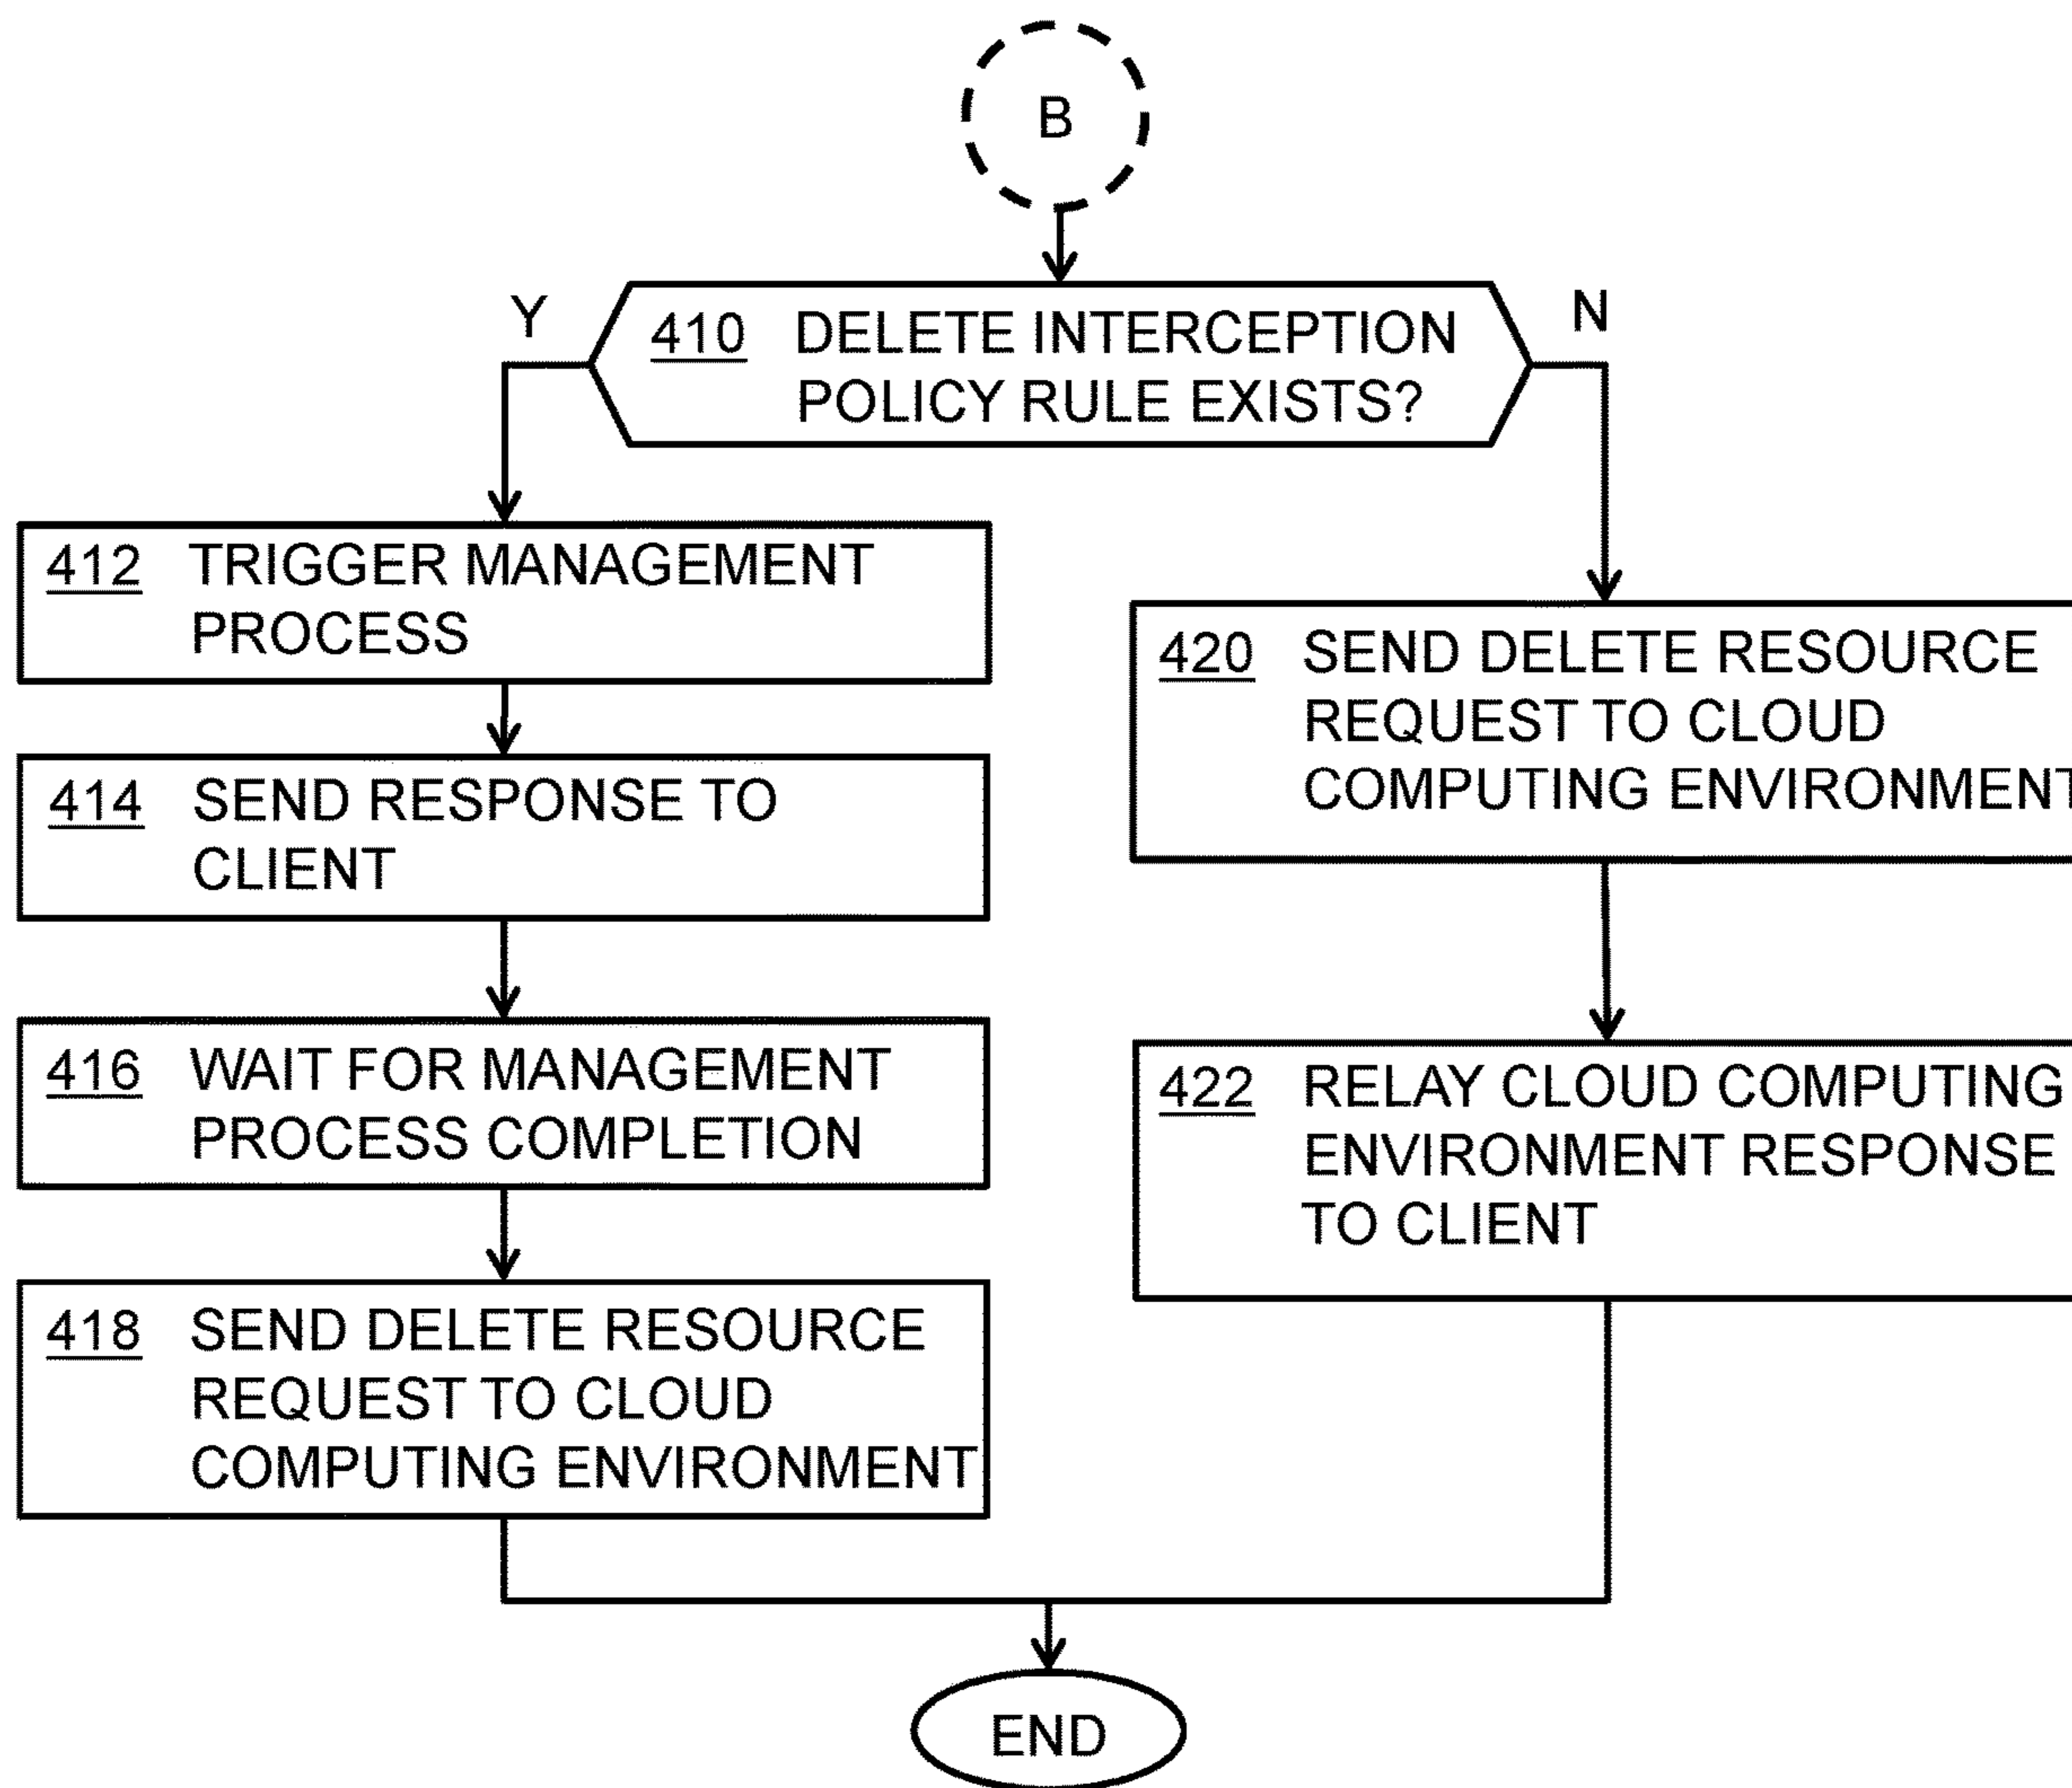 B
Y
N
410 DELETE INTERCEPTION
POLICY RULE EXISTS?
412 TRIGGER MANAGEMENT
PROCESS
414 SEND RESPONSE TO
CLIENT
416 WAIT FOR MANAGEMENT
PROCESS COMPLETION
418 SEND DELETE RESOURCE
REQUEST TO CLOUD
COMPUTING ENVIRONMENT
420 SEND DELETE RESOURCE
REQUEST TO CLOUD
COMPUTING ENVIRONMENT
422 RELAY CLOUD COMPUTING
ENVIRONMENT RESPONSE
TO CLIENT
END